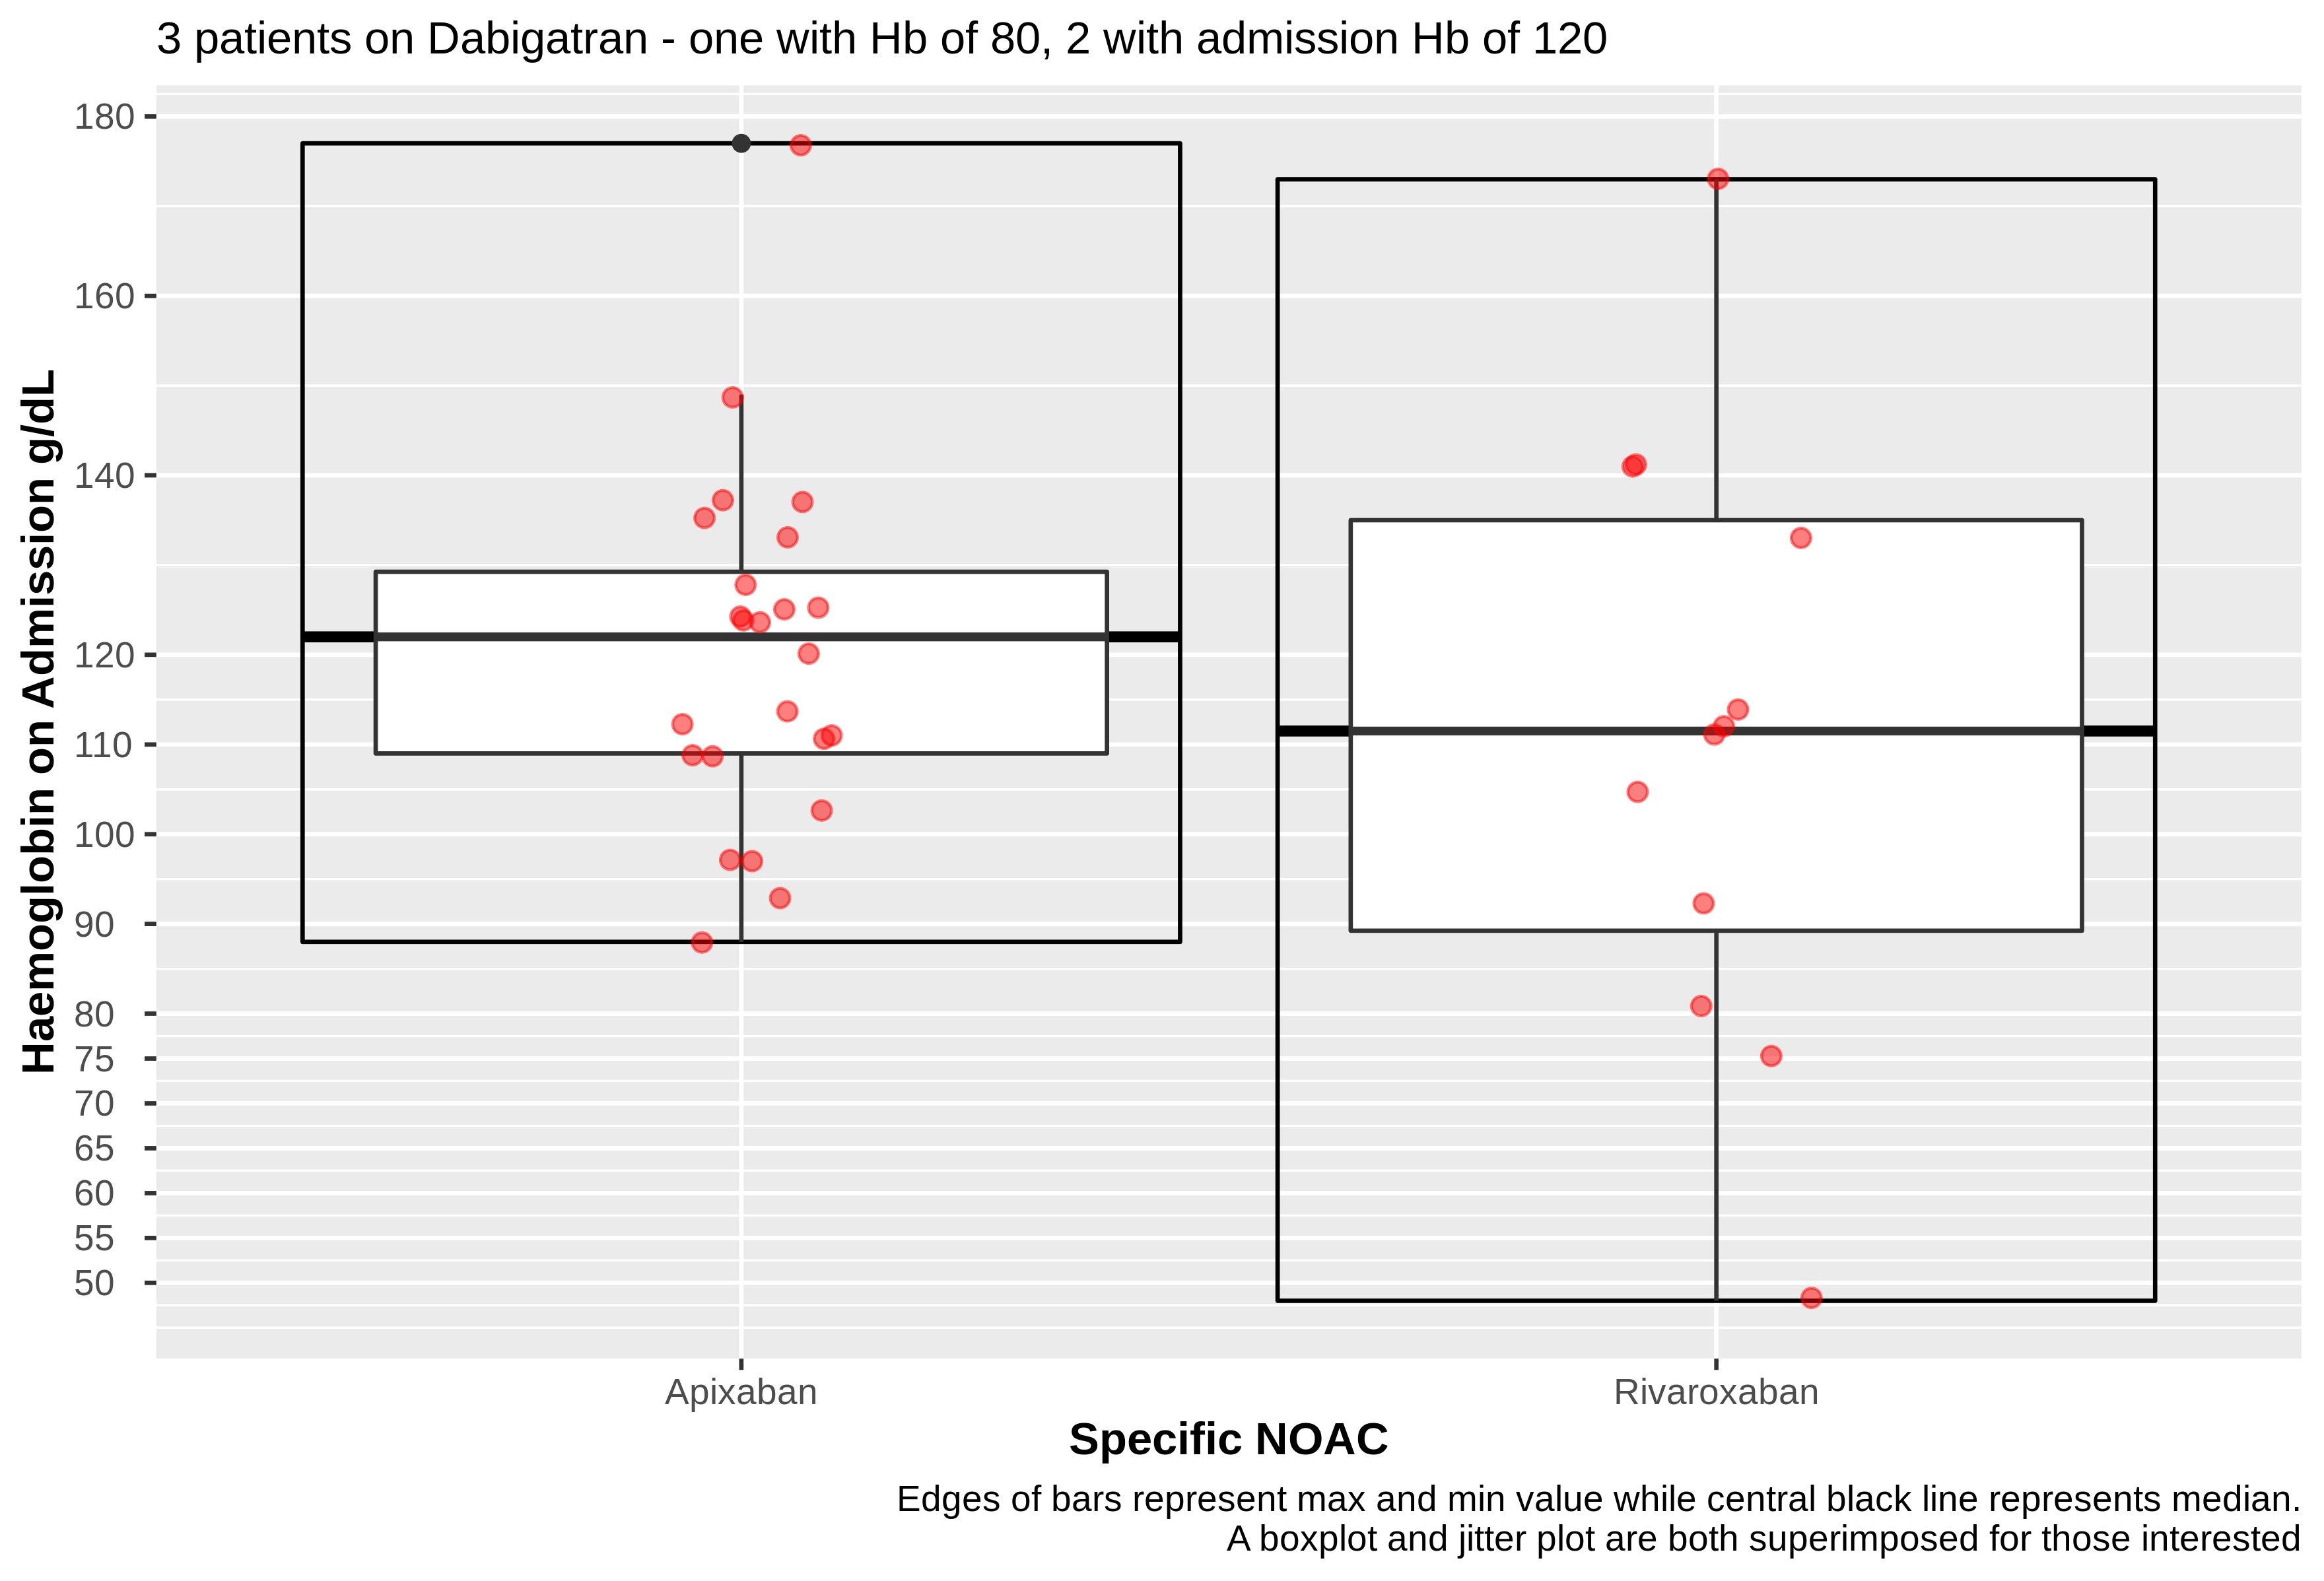 3 patients on Dabigatran - one with Hb of 80, 2 with admission Hb of 120
Haemoglobin on Admission g/dL
180
160
140
120
110
100
90
80
75
70
65
60
55
50
Apixaban
Rivaroxaban
Specific NOAC
Edges of bars represent max and min value while central black line represents median.
A boxplot and jitter plot are both superimposed for those interested